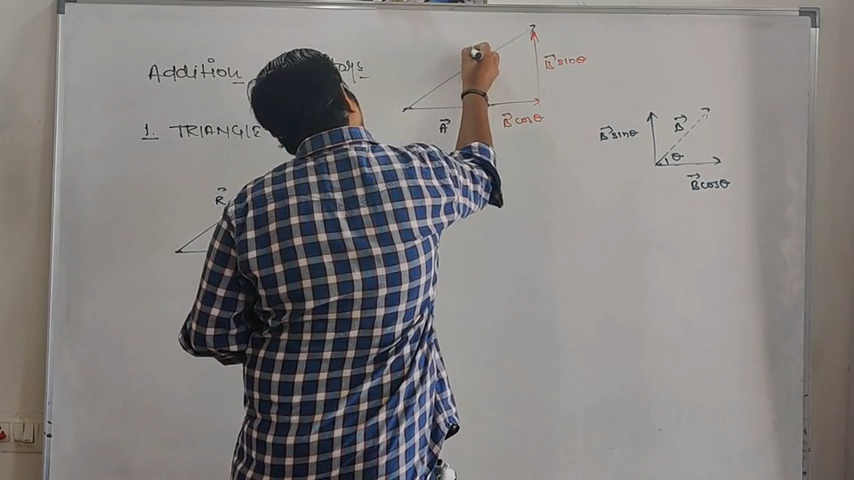 Addition
1. TRIANGLE
R⃗
A⃗
B⃗ cosθ
B⃗ sinθ
B⃗ sinθ
B⃗
θ
B⃗ cosθ